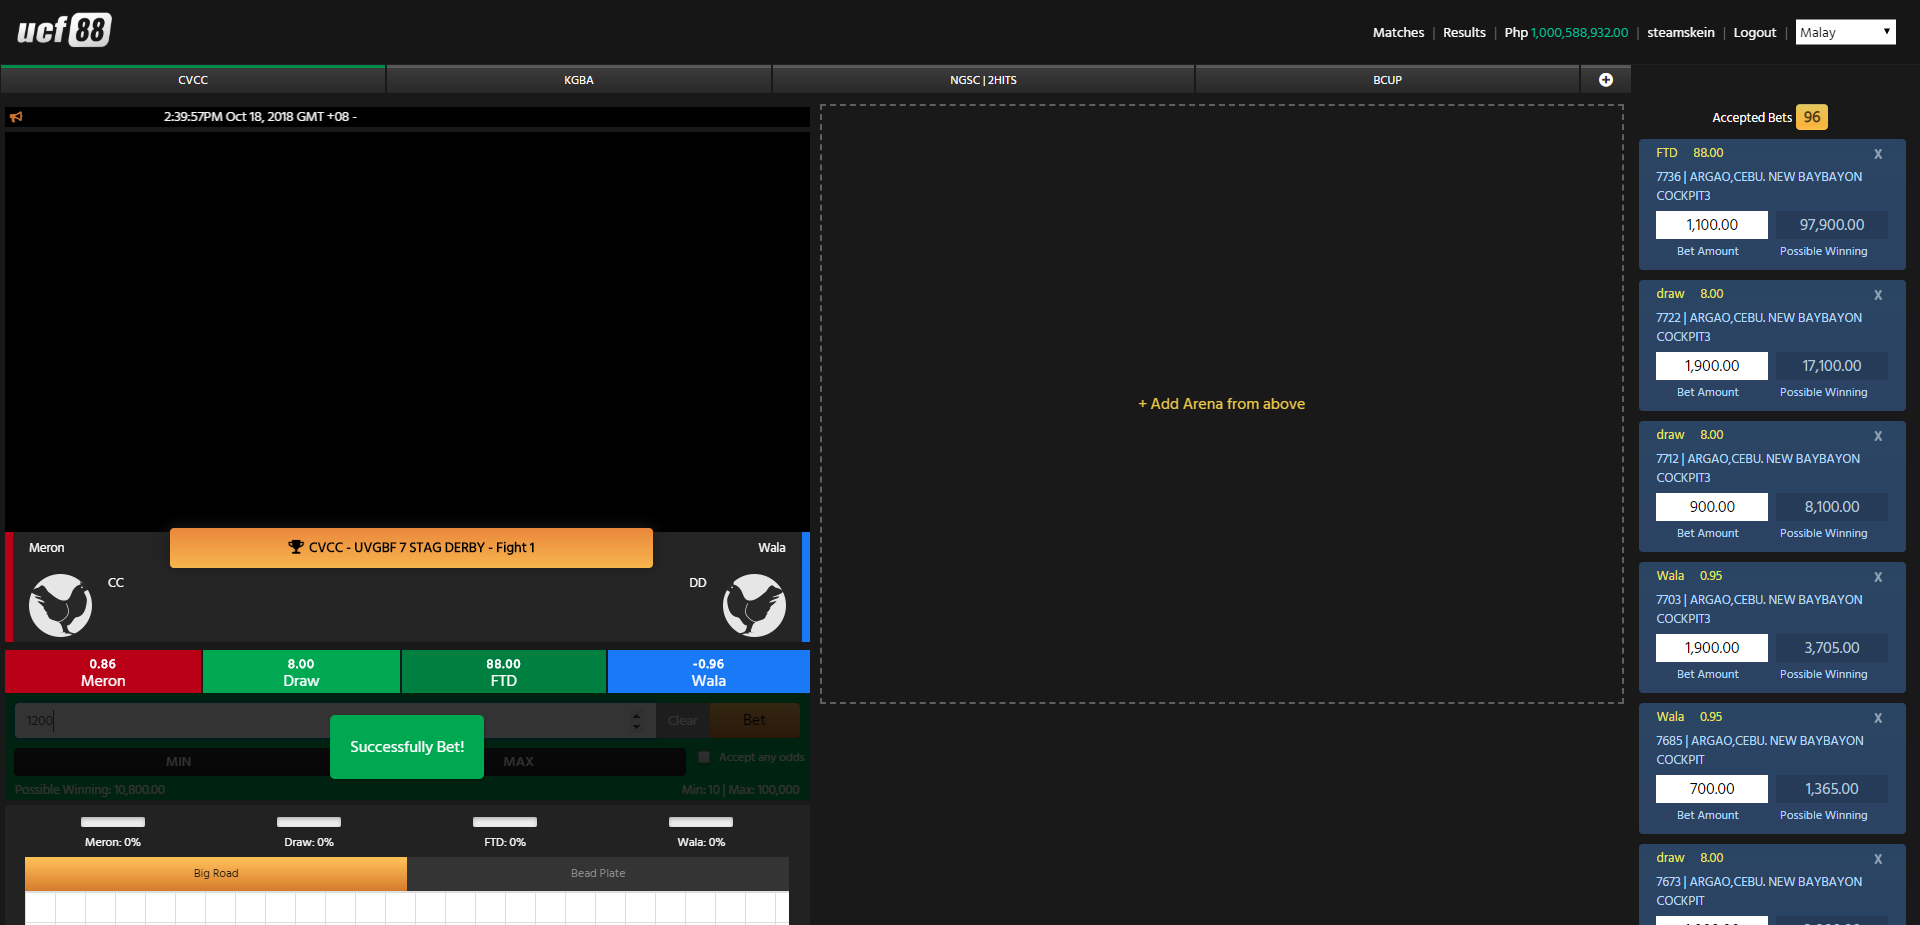 ucf 88
Matches | Results | Php 1,000,588,932.00 | steamskein | Logout | Malay
CVCC
KGBA
NGSC | 2HITS
BCUP
2:39:57PM Oct 18, 2018 GMT +08 -
+ Add Arena from above
Meron
CVCC - UVGBF 7 STAG DERBY - Fight 1
Wala
CC
DD
0.86
Meron
8.00
Draw
88.00
FTD
-0.96
Wala
1200
Clear
Bet
Successfully Bet!
MIN
MAX
Accept any odds
Possible Winning: 10,800.00
Min: 10 | Max: 100,000
Meron: 0%
Draw: 0%
FTD: 0%
Wala: 0%
Big Road
Bead Plate
Accepted Bets 96
FTD 88.00 X
7736 | ARGAO,CEBU. NEW BAYBAYON
COCKPIT3
1,100.00 97,900.00
Bet Amount Possible Winning
draw 8.00 X
7722 | ARGAO,CEBU. NEW BAYBAYON
COCKPIT3
1,900.00 17,100.00
Bet Amount Possible Winning
draw 8.00 X
7712 | ARGAO,CEBU. NEW BAYBAYON
COCKPIT3
900.00 8,100.00
Bet Amount Possible Winning
Wala 0.95 X
7703 | ARGAO,CEBU. NEW BAYBAYON
COCKPIT3
1,900.00 3,705.00
Bet Amount Possible Winning
Wala 0.95 X
7685 | ARGAO,CEBU. NEW BAYBAYON
COCKPIT
700.00 1,365.00
Bet Amount Possible Winning
draw 8.00 X
7673 | ARGAO,CEBU. NEW BAYBAYON
COCKPIT